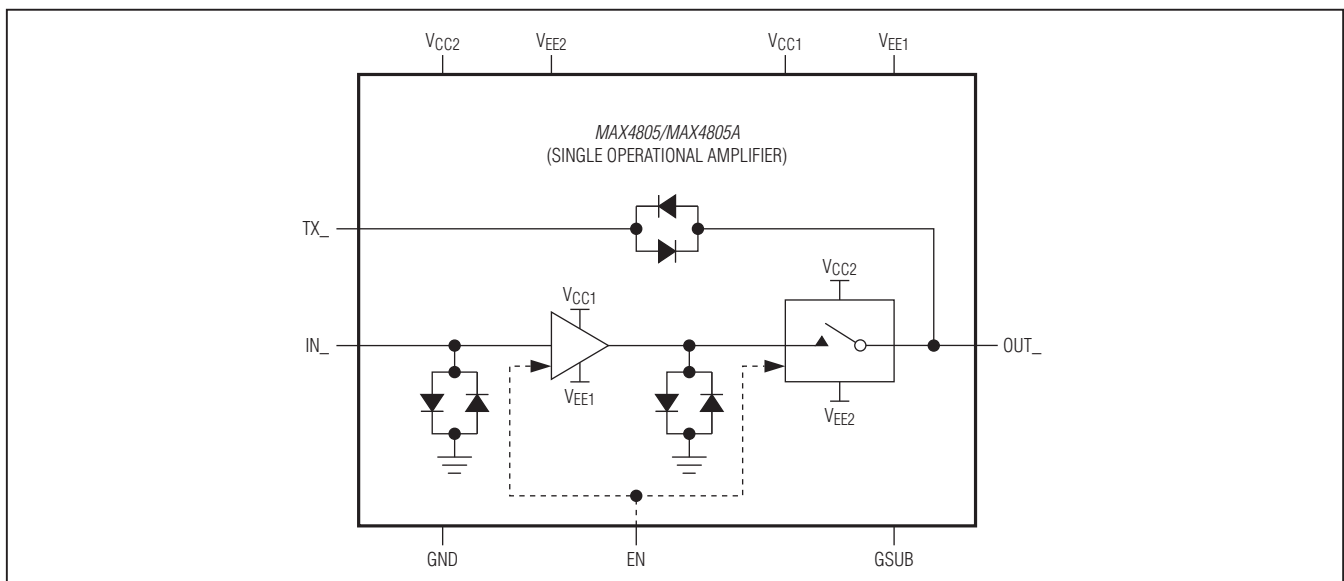 VCC2 VEE2 VCC1 VEE1
MAX4805/MAX4805A
(SINGLE OPERATIONAL AMPLIFIER)
TX_
VCC2
VCC1
IN_
OUT_
VEE1
VEE2
GND EN GSUB